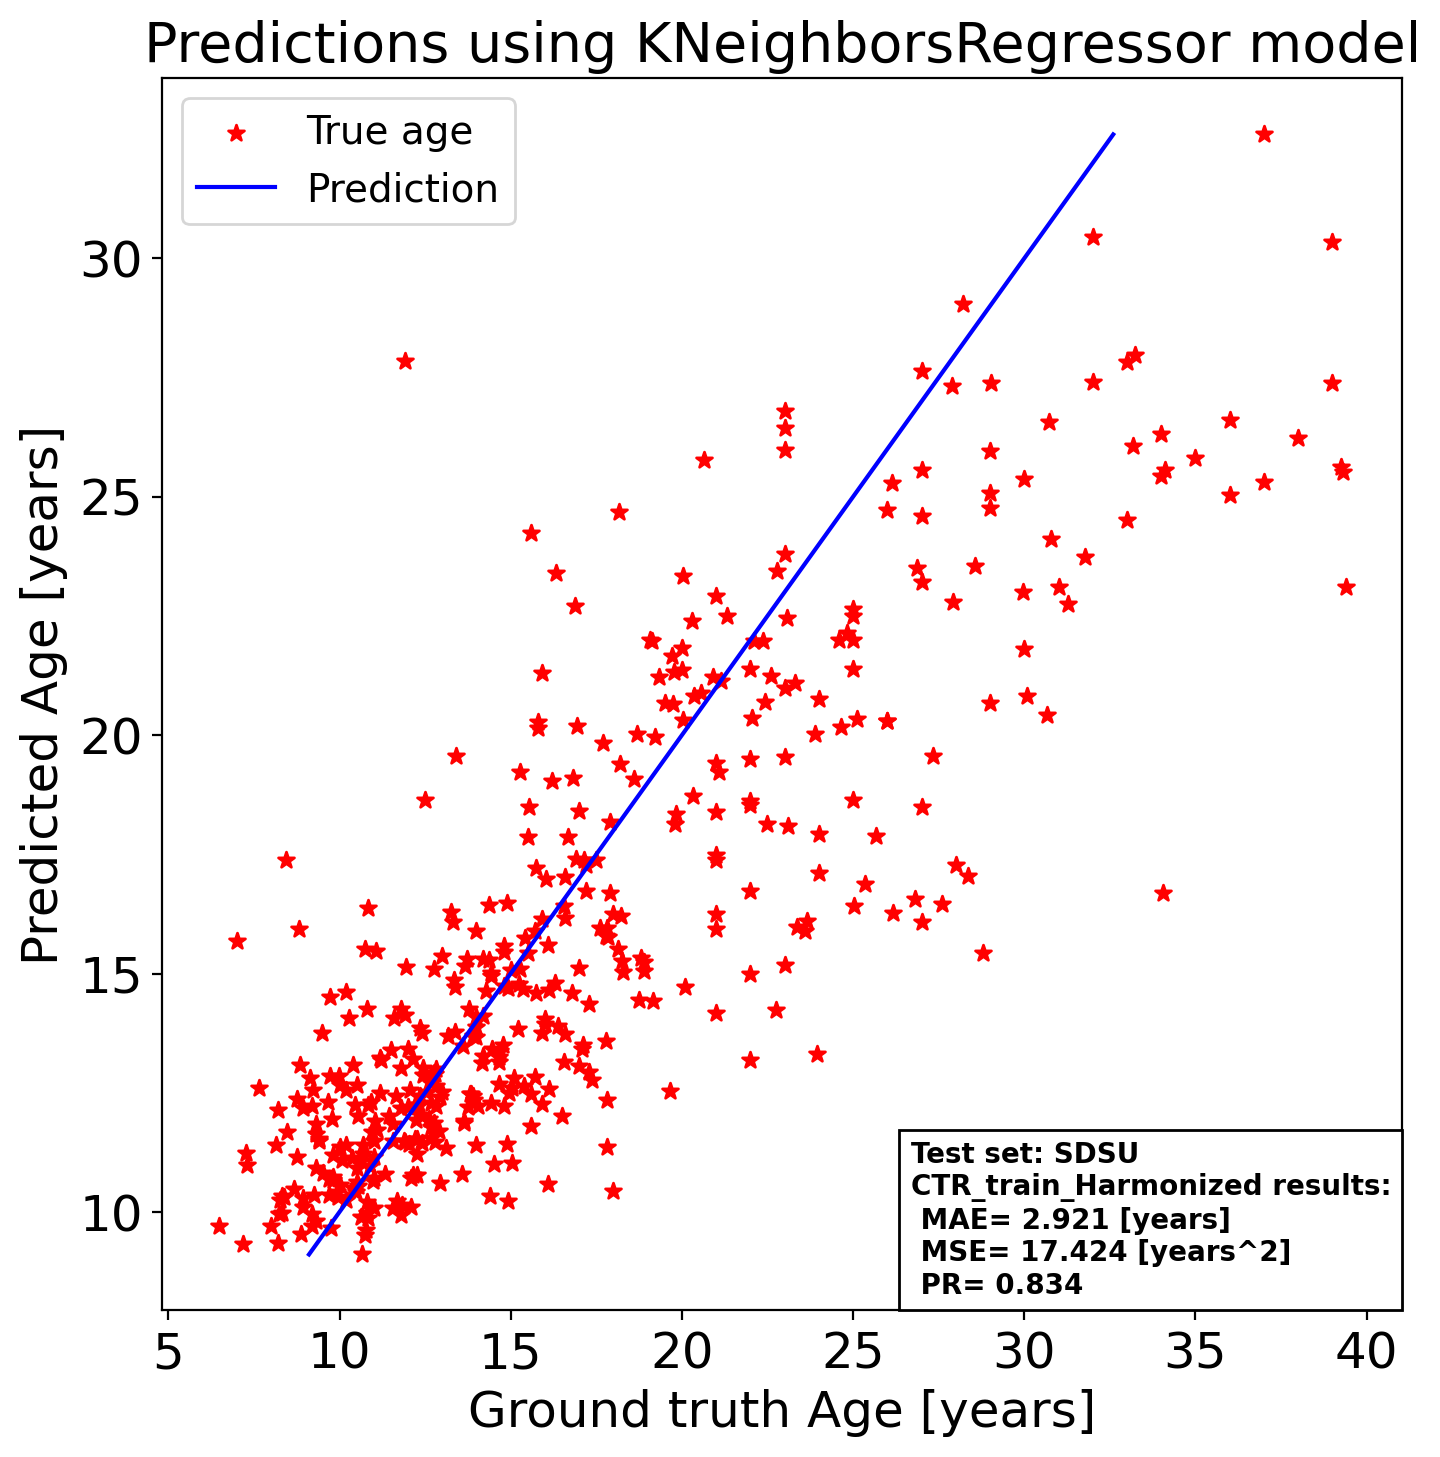 Predictions using KNeighborsRegressor model
True age
Prediction
Predicted Age [years]
30
25
20
15
10
Test set: SDSU
CTR_train_Harmonized results:
MAE= 2.921 [years]
MSE= 17.424 [years^2]
PR= 0.834
5 10 15 20 25 30 35 40
Ground truth Age [years]